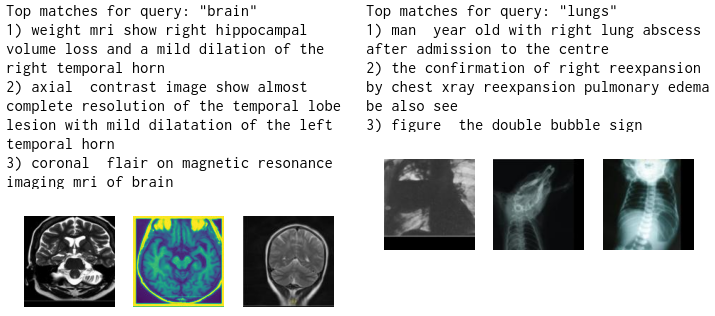 Top matches for query: "brain"
1) weight mri show right hippocampal
volume loss and a mild dilation of the
right temporal horn
2) axial  contrast image show almost
complete resolution of the temporal lobe
lesion with mild dilatation of the left
temporal horn
3) coronal  flair on magnetic resonance
imaging mri of brain
Top matches for query: "lungs"
1) man  year old with right lung abscess
after admission to the centre
2) the confirmation of right reexpansion
by chest xray reexpansion pulmonary edema
be also see
3) figure  the double bubble sign